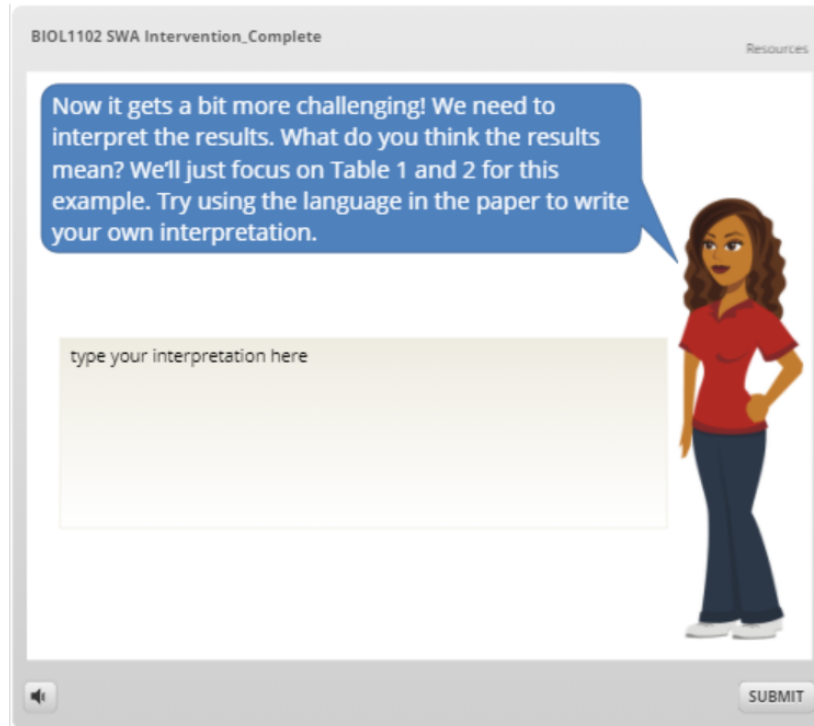 BIOL1102 SWA Intervention_Complete
Resources
Now it gets a bit more challenging! We need to
interpret the results. What do you think the results
mean? We'll just focus on Table 1 and 2 for this
example. Try using the language in the paper to write
your own interpretation.
type your interpretation here
SUBMIT